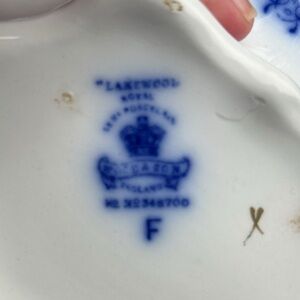 "LAKEWOOD
ROYAL
SEMI PORCELAIN
ENGLAND
RD. NO 348700
F